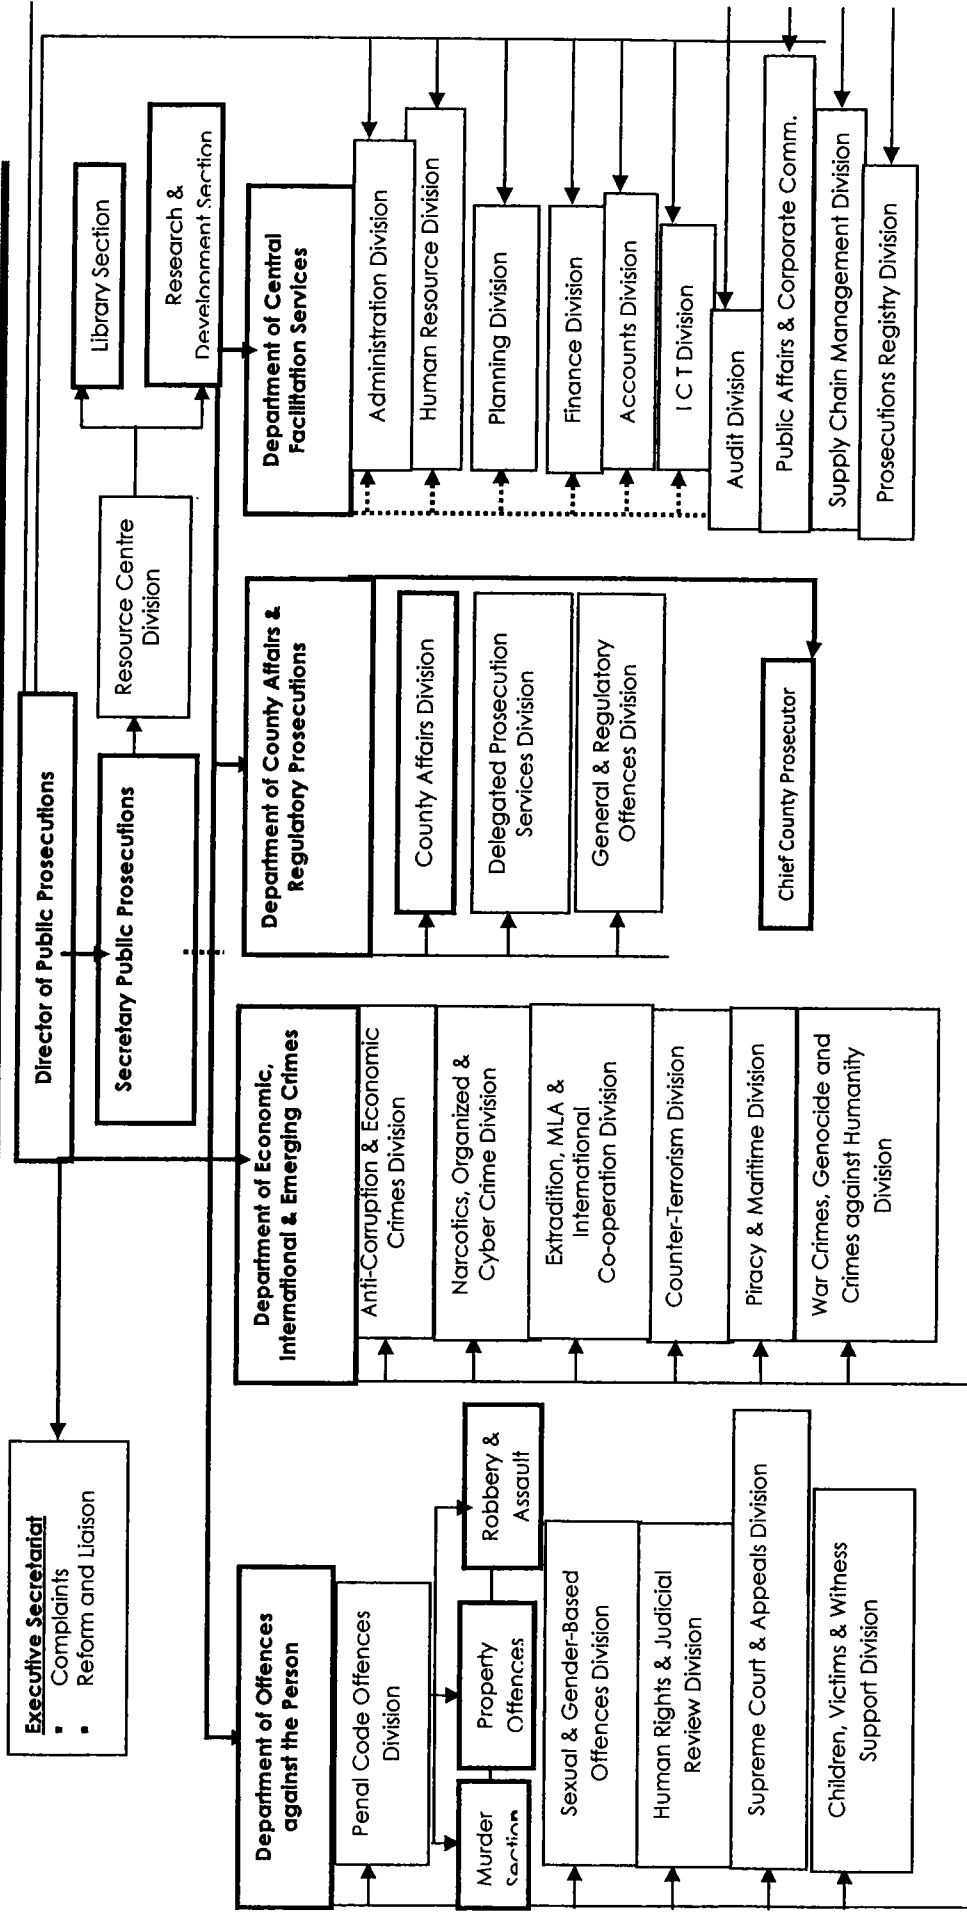 Director of Public Prosecutions
Secretary Public Prosecutions
Executive Secretariat
▪ Complaints
▪ Reform and Liaison
Resource Centre
Division
Library Section
Research &
Development Section
Department of Offences
against the Person
Penal Code Offences
Division
Murder
Section
Property
Offences
Robbery &
Assault
Sexual & Gender-Based
Offences Division
Human Rights & Judicial
Review Division
Supreme Court & Appeals Division
Children, Victims & Witness
Support Division
Department of Economic,
International & Emerging Crimes
Anti-Corruption & Economic
Crimes Division
Narcotics, Organized &
Cyber Crime Division
Extradition, MLA &
International
Co-operation Division
Counter-Terrorism Division
Piracy & Maritime Division
War Crimes, Genocide and
Crimes against Humanity
Division
Department of County Affairs &
Regulatory Prosecutions
County Affairs Division
Delegated Prosecution
Services Division
General & Regulatory
Offences Division
Chief County Prosecutor
Department of Central
Facilitation Services
Administration Division
Human Resource Division
Planning Division
Finance Division
Accounts Division
I C T Division
Audit Division
Public Affairs & Corporate Comm.
Supply Chain Management Division
Prosecutions Registry Division